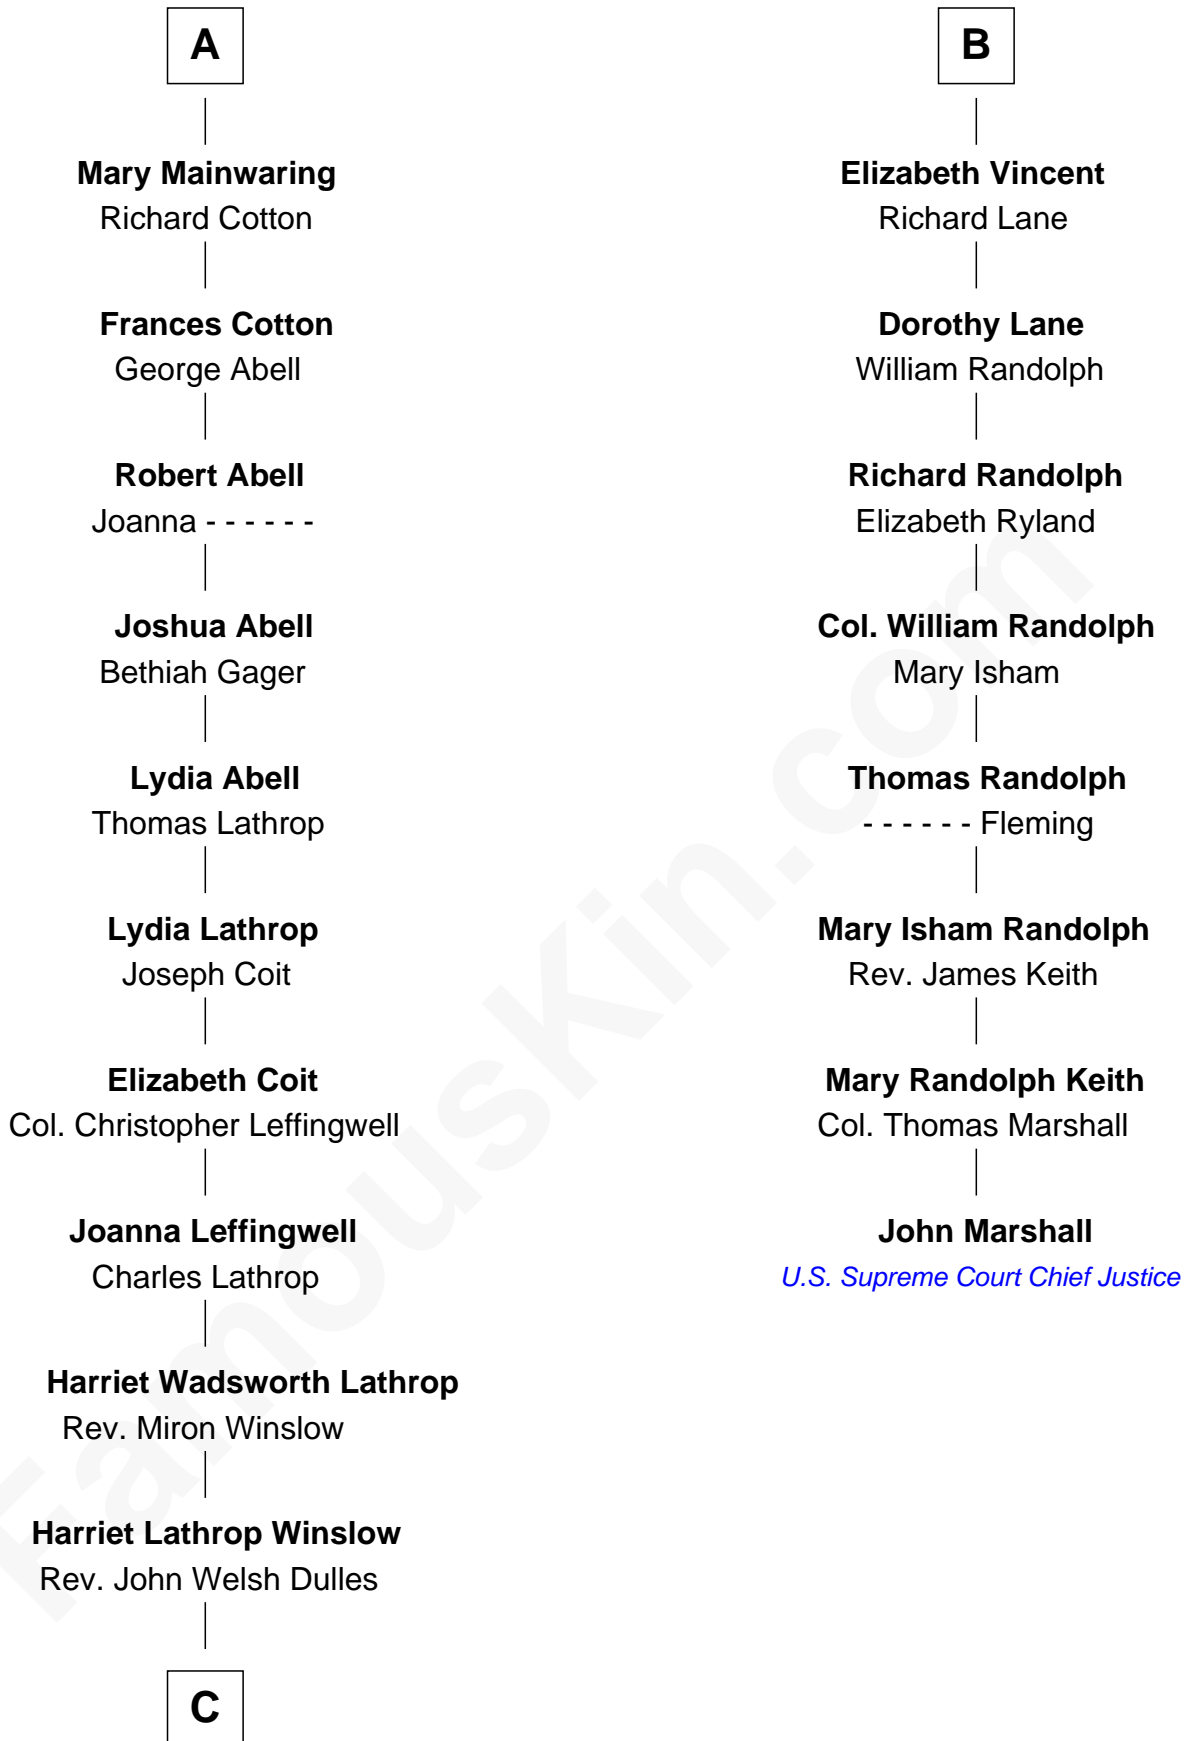 A
Mary Mainwaring
Richard Cotton
Frances Cotton
George Abell
Robert Abell
Joanna - - - - - -
Joshua Abell
Bethiah Gager
Lydia Abell
Thomas Lathrop
Lydia Lathrop
Joseph Coit
Elizabeth Coit
Col. Christopher Leffingwell
Joanna Leffingwell
Charles Lathrop
Harriet Wadsworth Lathrop
Rev. Miron Winslow
Harriet Lathrop Winslow
Rev. John Welsh Dulles
C
B
Elizabeth Vincent
Richard Lane
Dorothy Lane
William Randolph
Richard Randolph
Elizabeth Ryland
Col. William Randolph
Mary Isham
Thomas Randolph
- - - - - - Fleming
Mary Isham Randolph
Rev. James Keith
Mary Randolph Keith
Col. Thomas Marshall
John Marshall
U.S. Supreme Court Chief Justice
FamousKin.com